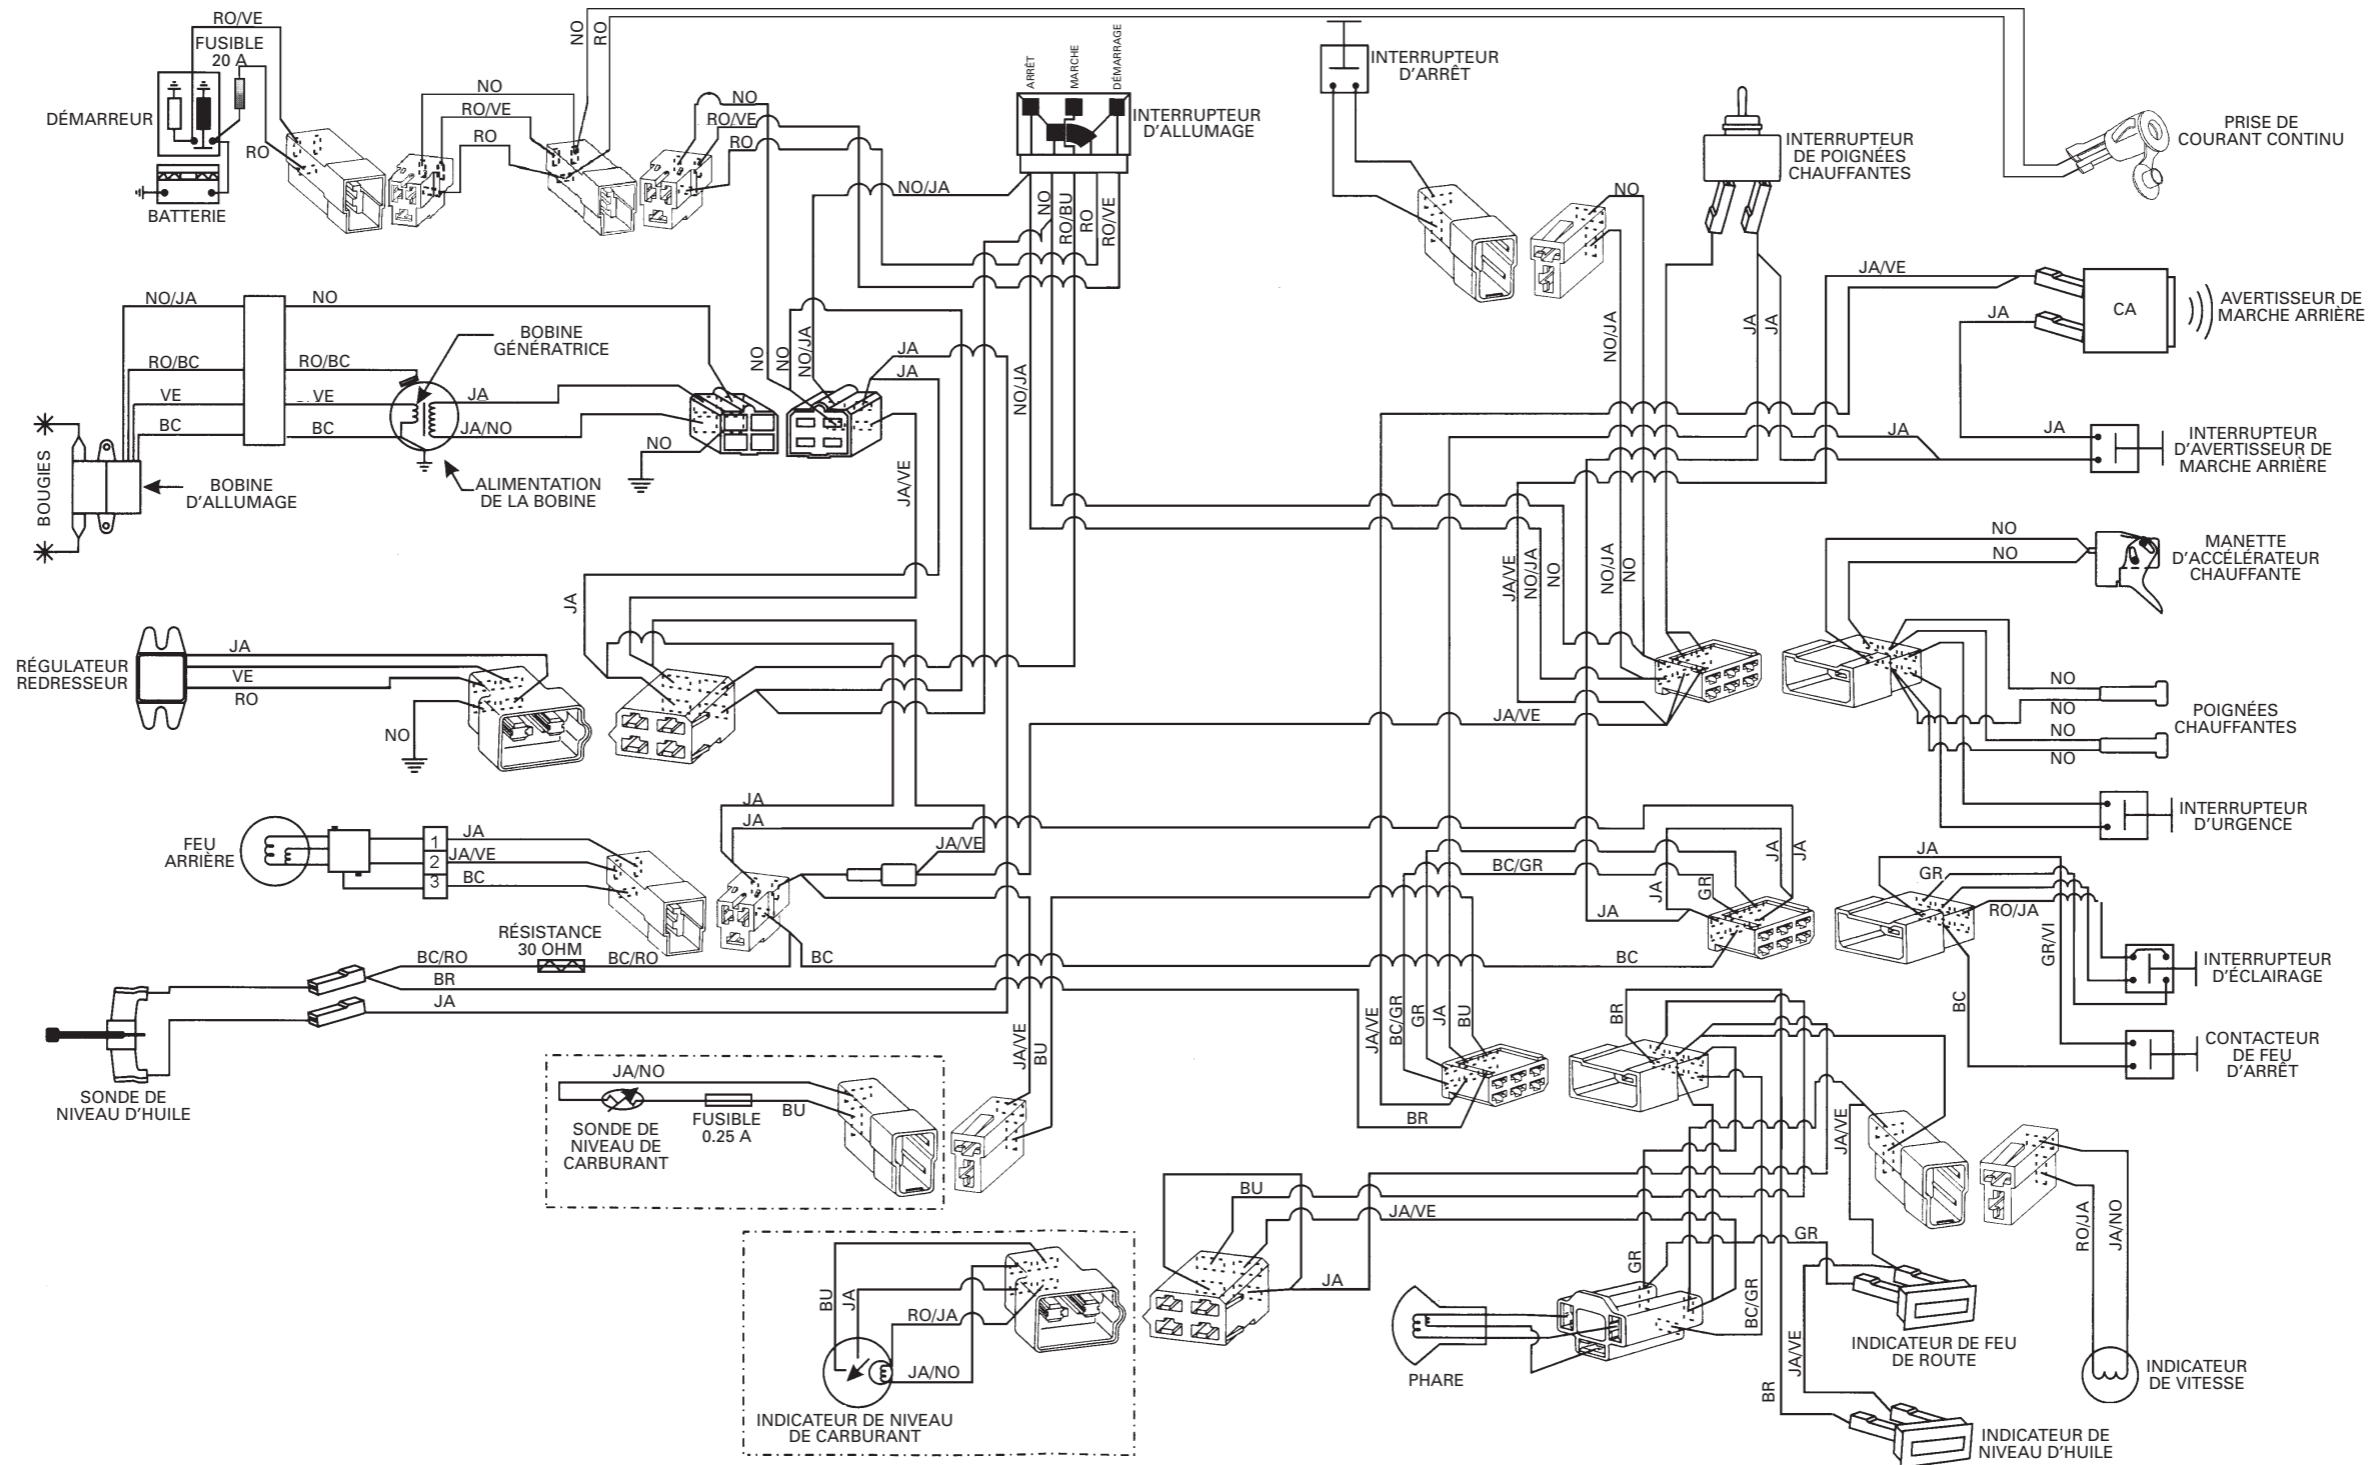 RO/VE
FUSIBLE
20 A
DÉMARREUR
RO
BATTERIE
NO
RO/VE
RO
NO
RO
NO
RO/VE
RO
NO/JA
ARRÊT
MARCHE
DÉMARRAGE
INTERRUPTEUR
D'ALLUMAGE
NO
RO/BU
RO
RO/VE
INTERRUPTEUR
D'ARRÊT
NO
INTERRUPTEUR
DE POIGNÉES
CHAUFFANTES
PRISE DE
COURANT CONTINU
NO/JA
NO
RO/BC
RO/BC
VE
VE
BC
BC
BOBINE
GÉNÉRATRICE
JA
JA/NO
NO
BOUGIES
BOBINE
D'ALLUMAGE
ALIMENTATION
DE LA BOBINE
NO
NO
NO/JA
JA
JA
JA/VE
NO/JA
NO/JA
JA
JA
JA/VE
JA
CA
AVERTISSEUR DE
MARCHE ARRIÈRE
JA
JA
INTERRUPTEUR
D'AVERTISSEUR DE
MARCHE ARRIÈRE
JA/VE
NO/JA
NO
NO/JA
NO
NO
NO
MANETTE
D'ACCÉLÉRATEUR
CHAUFFANTE
JA
RÉGULATEUR
REDRESSEUR
JA
VE
RO
NO
JA/VE
NO
NO
NO
NO
POIGNÉES
CHAUFFANTES
INTERRUPTEUR
D'URGENCE
FEU
ARRIÈRE
1
2
3
JA
JA/VE
BC
JA
JA
JA/VE
BC/GR
JA
GR
JA
JA
JA
JA
GR
RO/JA
GR/VI
BC
INTERRUPTEUR
D'ÉCLAIRAGE
RÉSISTANCE
30 OHM
BC/RO
BC/RO
BC
BC
BR
JA
SONDE DE
NIVEAU D'HUILE
JA/VE
BU
JA/VE
BC/GR
GR
JA
BU
BR
BR
CONTACTEUR
DE FEU
D'ARRÊT
JA/NO
SONDE DE
NIVEAU DE
CARBURANT
FUSIBLE
0.25 A
BU
BU
JA/VE
JA
JA/VE
RO/JA
JA/NO
GR
GR
BC/GR
BU
JA
RO/JA
JA/NO
INDICATEUR DE NIVEAU
DE CARBURANT
PHARE
BR
JA/VE
INDICATEUR DE FEU
DE ROUTE
INDICATEUR
DE VITESSE
INDICATEUR DE
NIVEAU D'HUILE